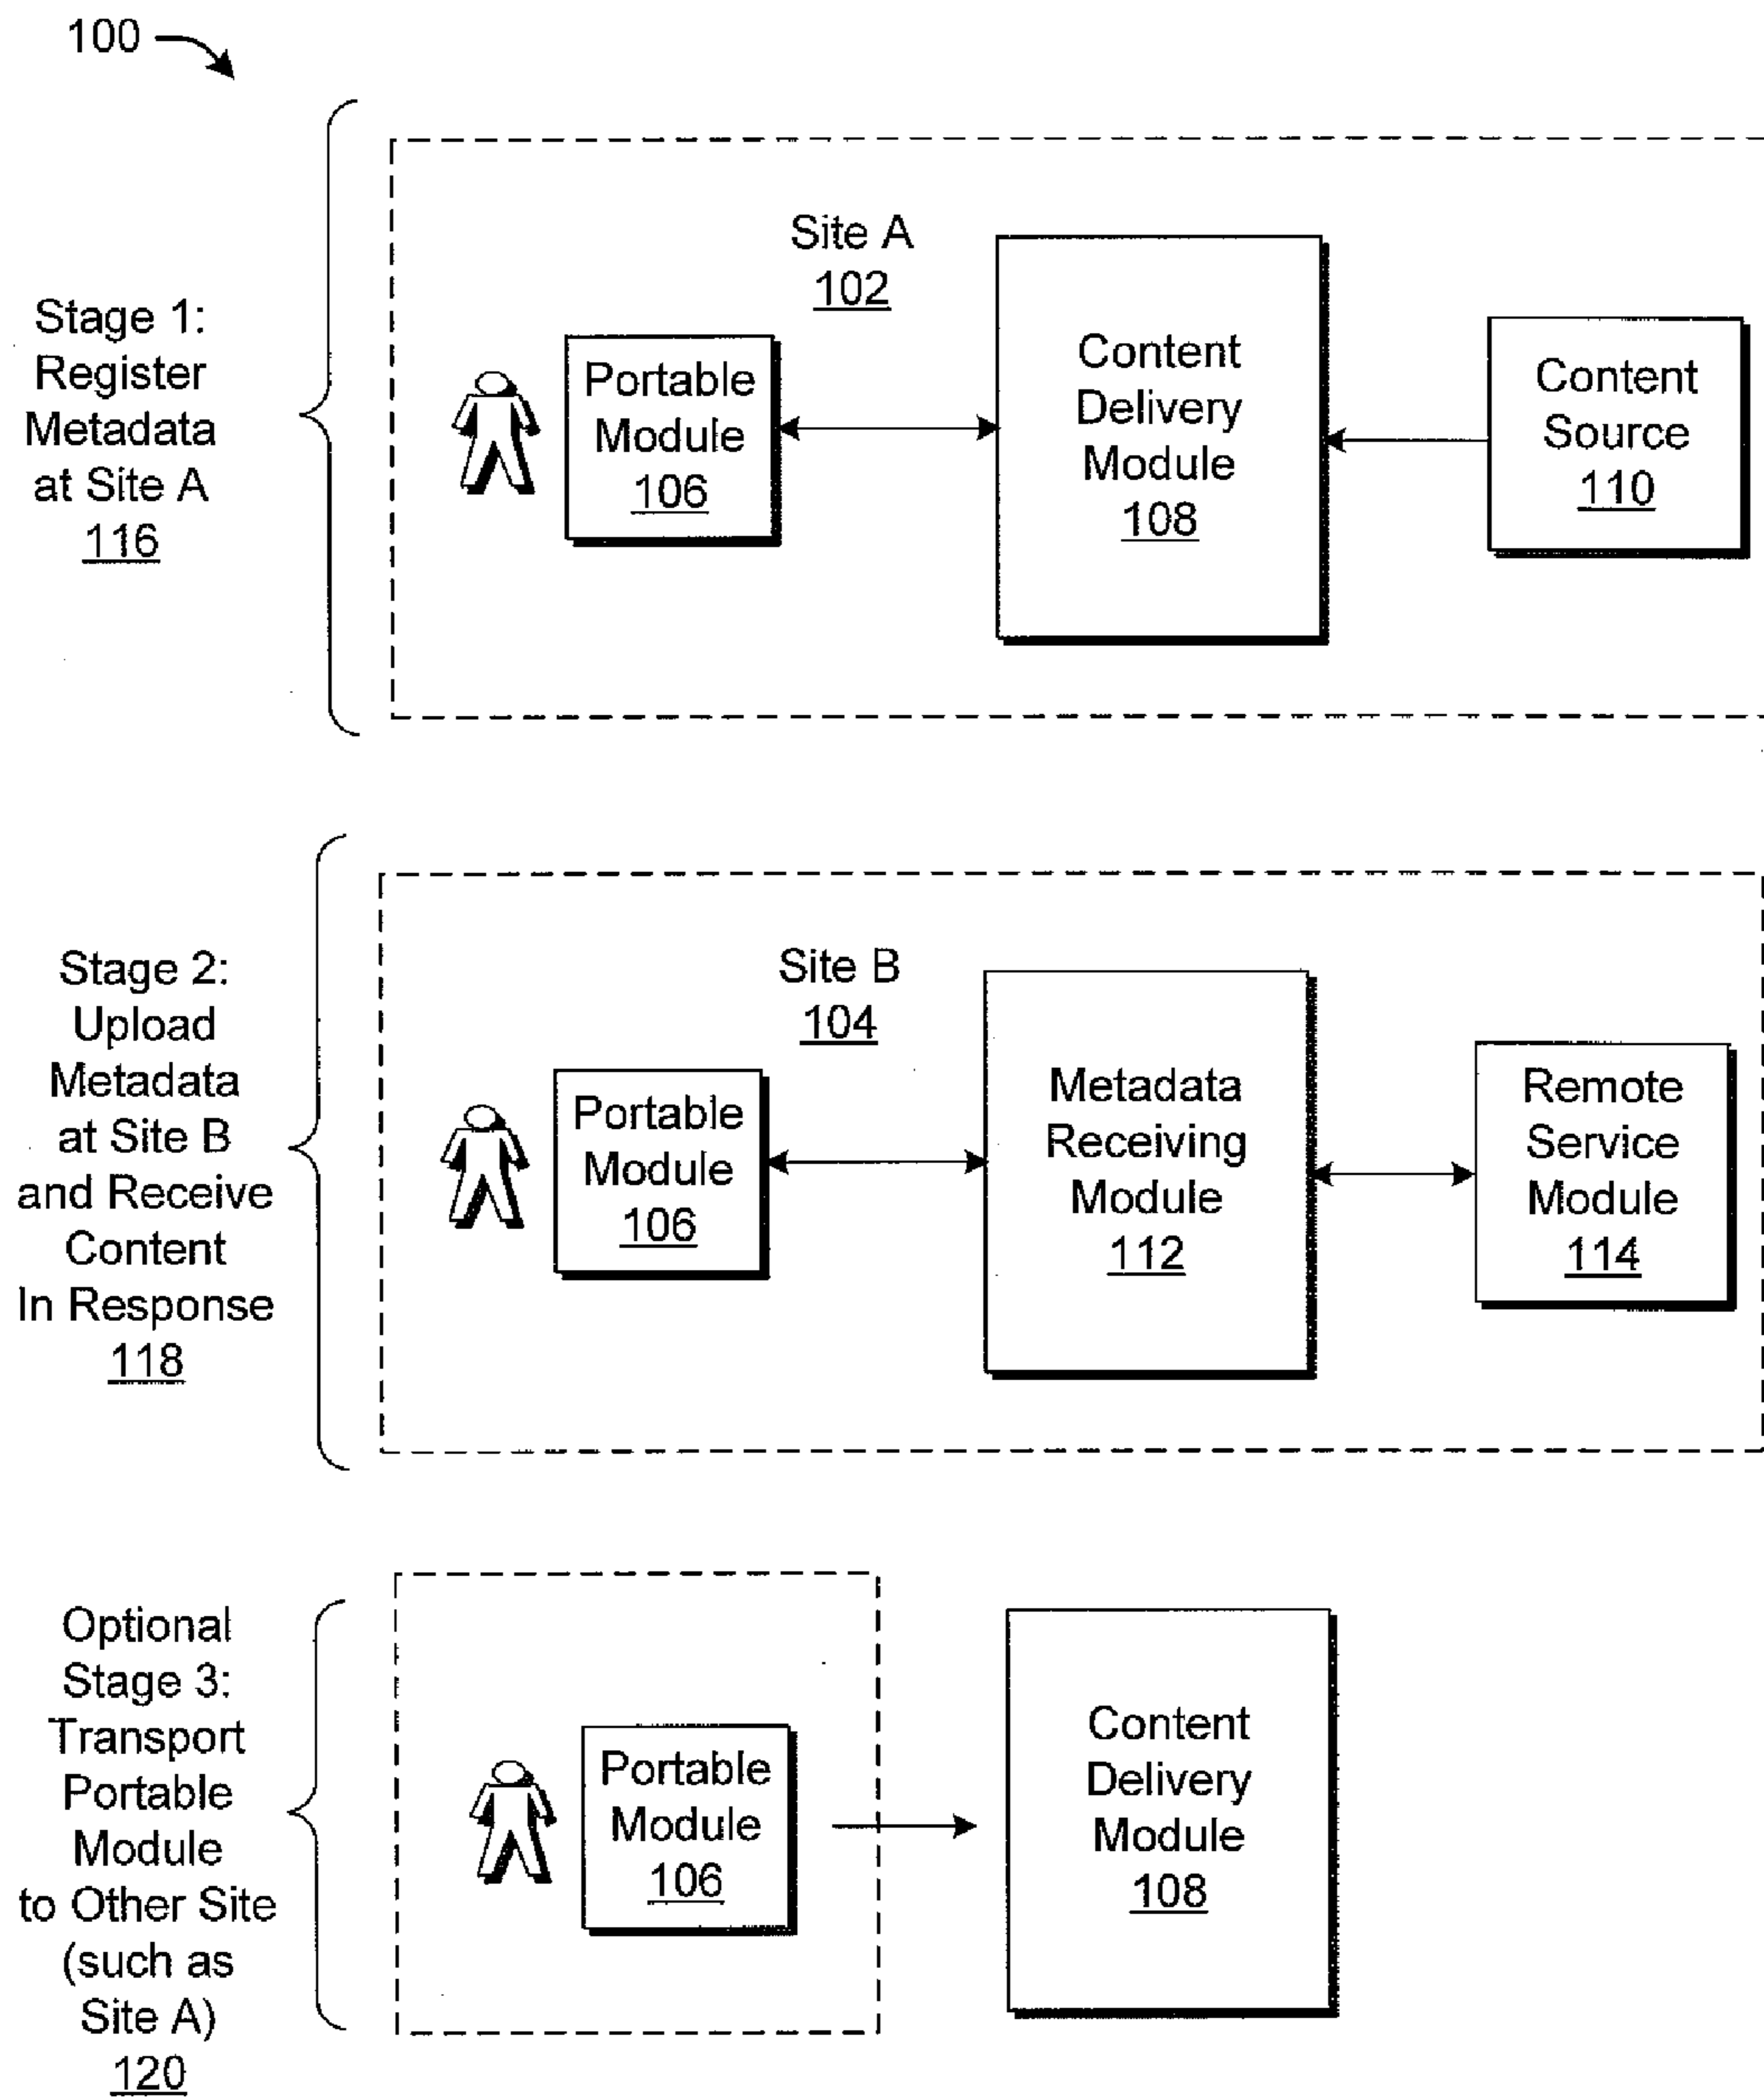 100
Stage 1:
Register
Metadata
at Site A
116
Site A
102
Portable
Module
106
Content
Delivery
Module
108
Content
Source
110
Stage 2:
Upload
Metadata
at Site B
and Receive
Content
In Response
118
Site B
104
Portable
Module
106
Metadata
Receiving
Module
112
Remote
Service
Module
114
Optional
Stage 3:
Transport
Portable
Module
to Other Site
(such as
Site A)
120
Portable
Module
106
Content
Delivery
Module
108